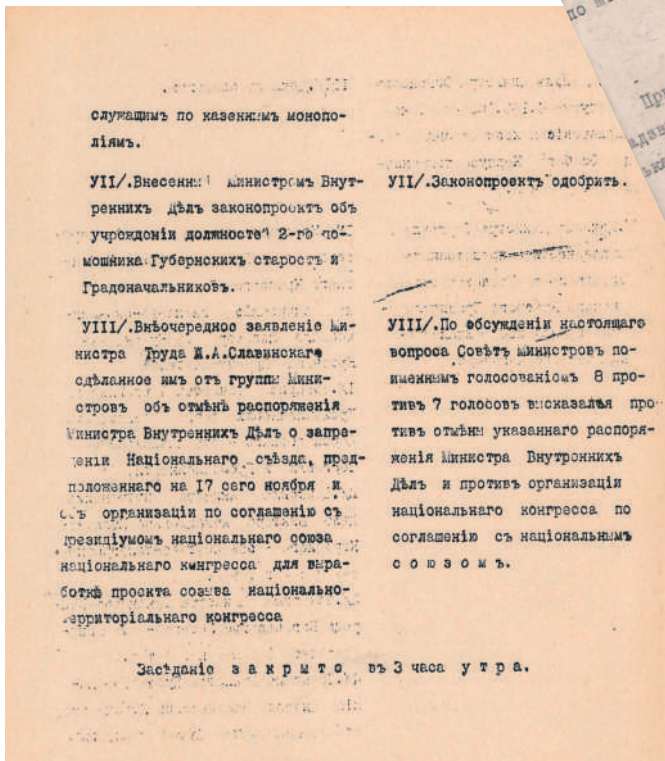 служащимъ по казеннымъ монопо-
ліямъ.
УІІ/.Внесенный Министромъ Внут-
реннихъ Дѣлъ законопроектъ объ
учрежденіи должностей 2-го по-
мошника Губернскихъ старостъ и
Градоначальниковъ.
УІІ/.Законопроектъ одобрить.
УІІІ/.Внѣочередное заявленіе Ми-
нистра Труда М.А.Славинскаго
сдѣланное имъ отъ группы Мини-
стровъ объ отмѣнѣ распоряженія
Министра Внутреннихъ Дѣлъ о запре-
щеніи Національнаго съѣзда, пред-
положеннаго на 17 сего ноября и
объ организаціи по соглашенію съ
президіумомъ національнаго союза
національнаго конгресса для выра-
ботки проекта созыва національно-
территоріальнаго конгресса
УІІІ/.По обсужденіи настоящаго
вопроса Совѣтъ Министровъ по-
именнымъ голосованіемъ 8 про-
тивъ 7 голосовъ высказался про-
тивъ отмѣны указаннаго распоря-
женія Министра Внутреннихъ
Дѣлъ и противъ организаціи
національнаго конгресса по
соглашенію съ національнымъ
союзомъ.
Засѣданіе закрыто въ 3 часа утра.
по
При